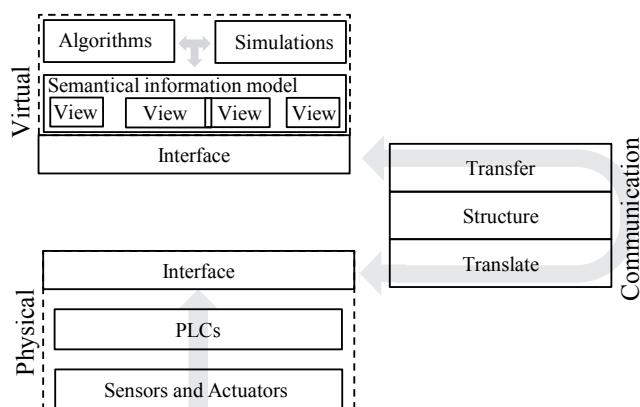 Algorithms
Simulations
Semantical information model
View
View
View
View
Interface
Virtual
Transfer
Structure
Translate
Communication
Interface
PLCs
Sensors and Actuators
Physical